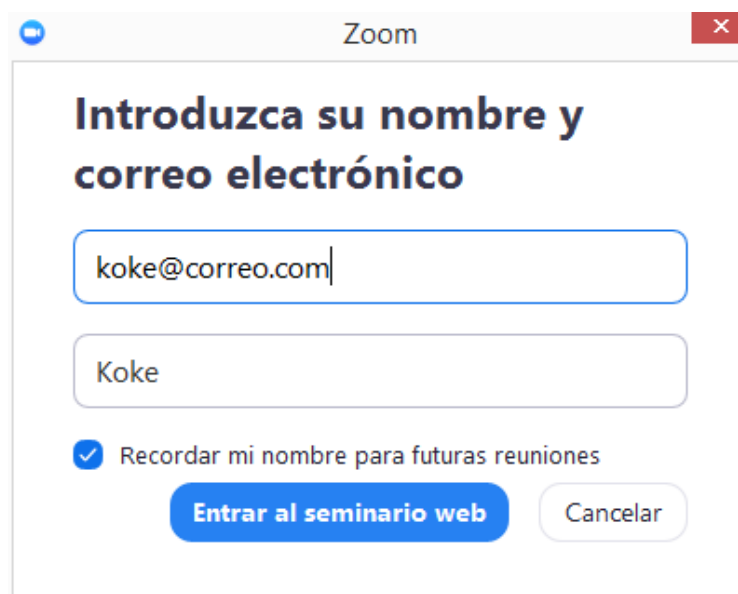 Zoom
Introduzca su nombre y
correo electrónico
koke@correo.com
Koke
Recordar mi nombre para futuras reuniones
Entrar al seminario web
Cancelar